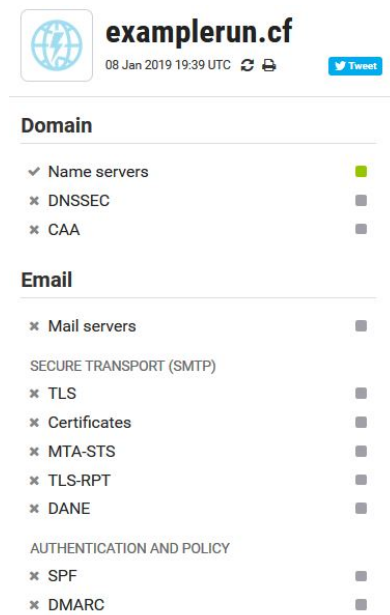 examplerun.cf
08 Jan 2019 19:39 UTC
Tweet
Domain
Name servers
DNSSEC
CAA
Email
Mail servers
SECURE TRANSPORT (SMTP)
TLS
Certificates
MTA-STS
TLS-RPT
DANE
AUTHENTICATION AND POLICY
SPF
DMARC